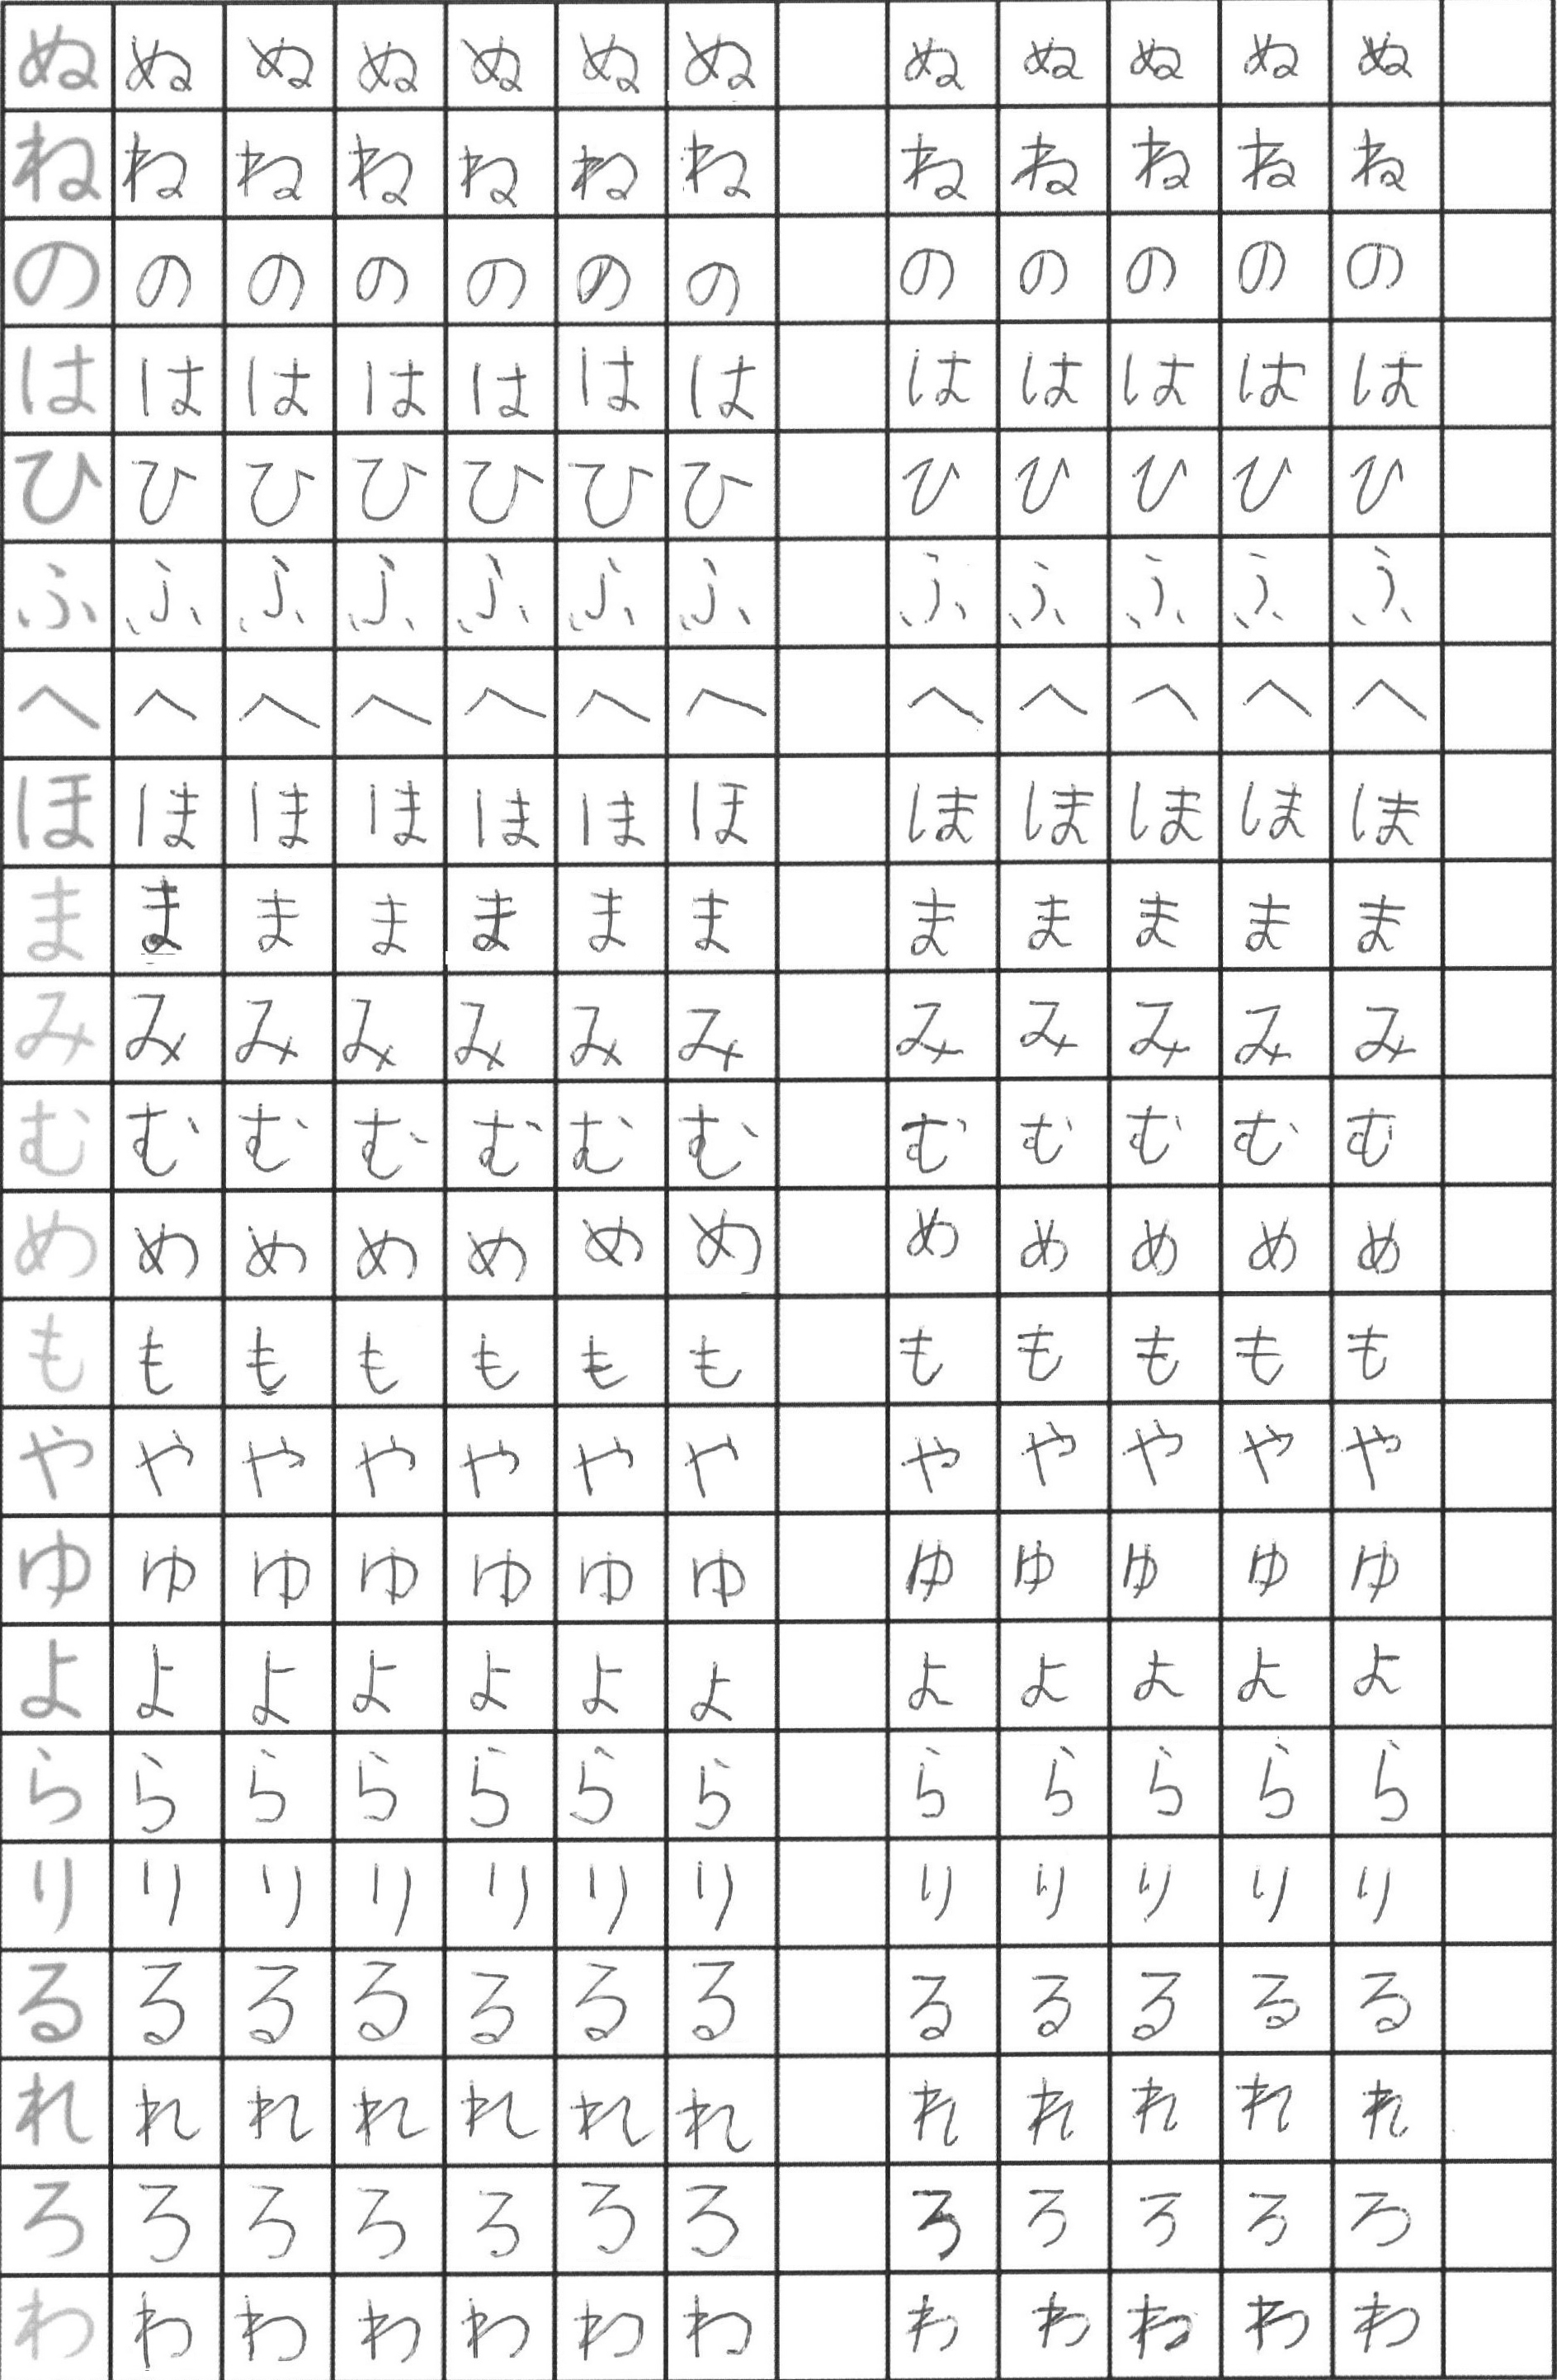 ぬ ぬ ぬ ぬ ぬ ぬ ぬ ぬ ぬ ぬ ぬ ぬ
ね ね ね ね ね ね ね ね ね ね ね ね
の の の の の の の の の の の の
は は は は は は は は は は は は
ひ ひ ひ ひ ひ ひ ひ ひ ひ ひ ひ ひ
ふ ふ ふ ふ ふ ふ ふ ふ ふ ふ ふ ふ
へ へ へ へ へ へ へ へ へ へ へ へ
ほ ほ ほ ほ ほ ほ ほ ほ ほ ほ ほ ほ
ま ま ま ま ま ま ま ま ま ま ま ま
み み み み み み み み み み み み
む む む む む む む む む む む む
め め め め め め め め め め め め
も も も も も も も も も も も も
や や や や や や や や や や や や
ゆ ゆ ゆ ゆ ゆ ゆ ゆ ゆ ゆ ゆ ゆ ゆ
よ よ よ よ よ よ よ よ よ よ よ よ
ら ら ら ら ら ら ら ら ら ら ら ら
り り り り り り り り り り り り
る る る る る る る る る る る る
れ れ れ れ れ れ れ れ れ れ れ れ
ろ ろ ろ ろ ろ ろ ろ ろ ろ ろ ろ ろ
わ わ わ わ わ わ わ わ わ ね わ わ